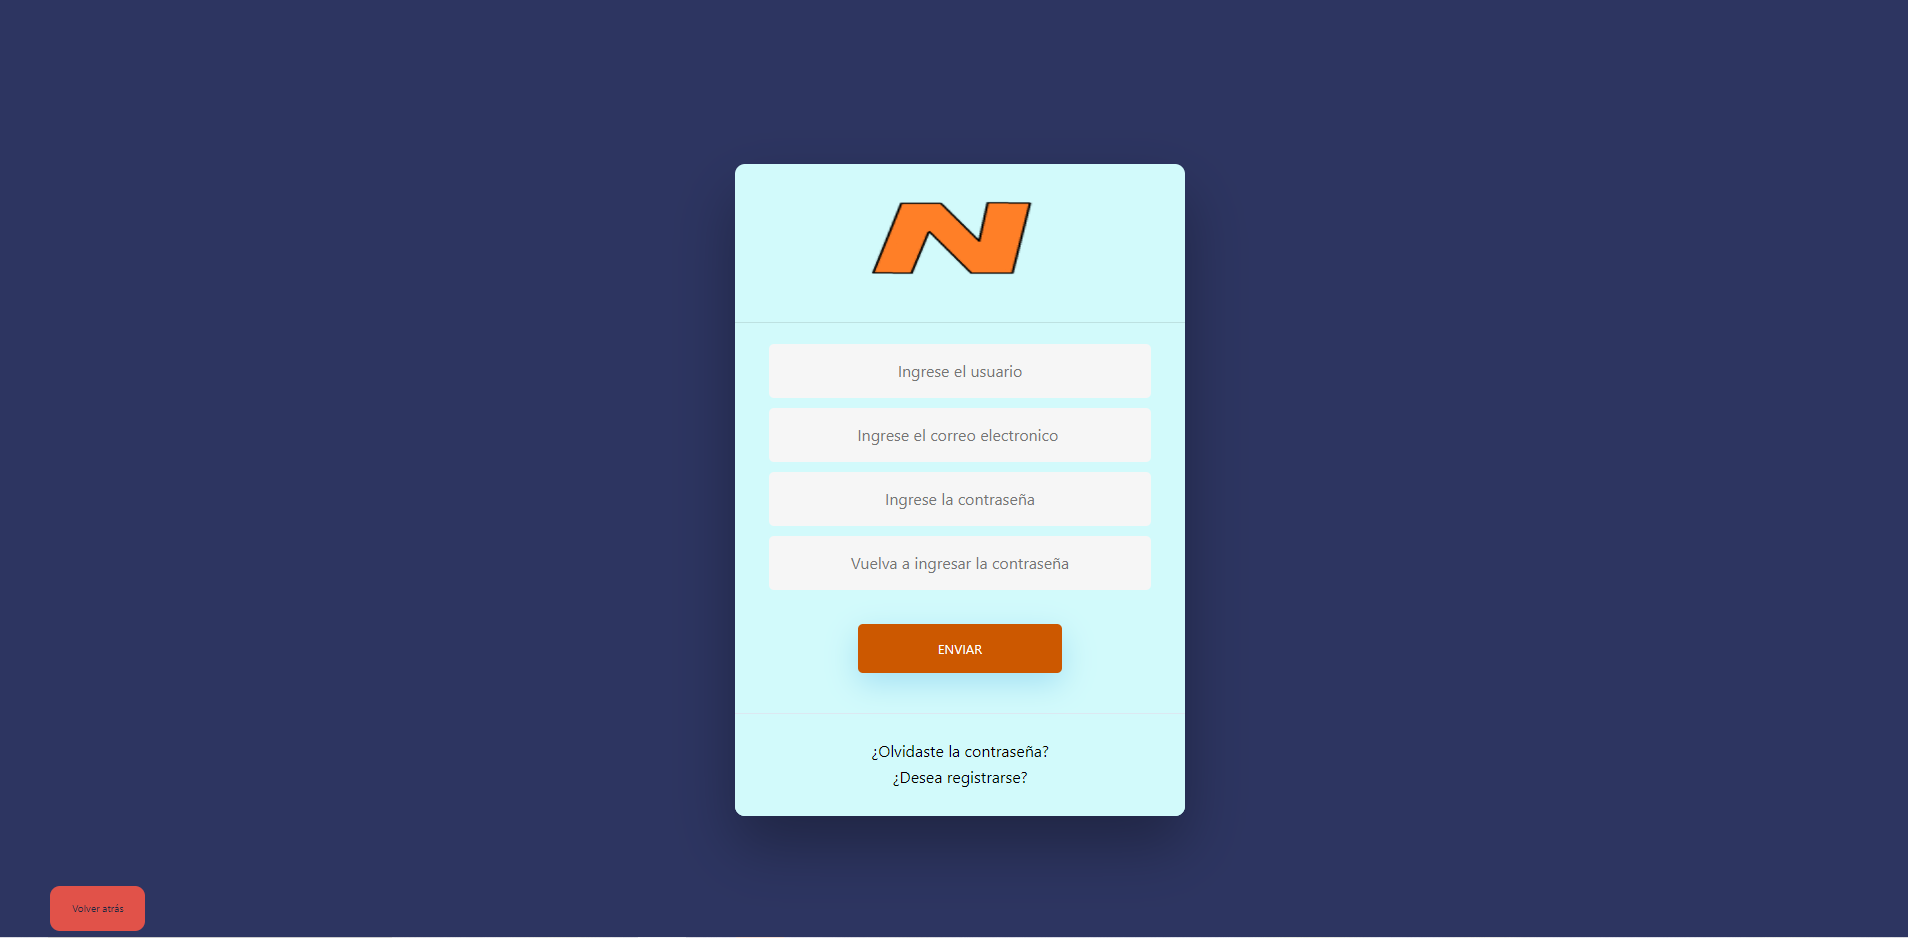 N
Ingrese el usuario
Ingrese el correo electronico
Ingrese la contraseña
Vuelva a ingresar la contraseña
ENVIAR
¿Olvidaste la contraseña?
¿Desea registrarse?
Volver atrás